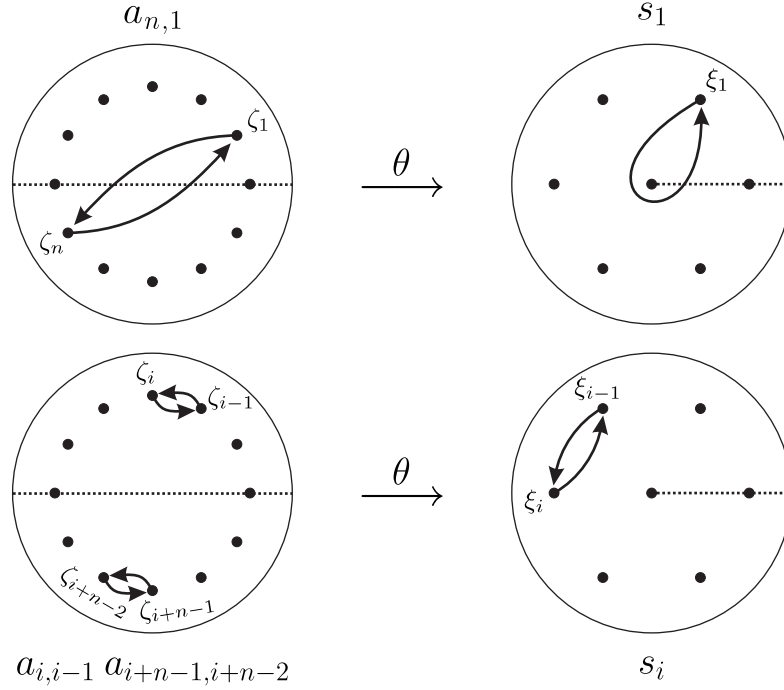 a_{n,1} s_1
ζ_1 ξ_1
θ
ζ_n
ζ_i ζ_{i−1} ξ_{i−1}
θ
ξ_i
ζ_{i+n−2} ζ_{i+n−1}
a_{i,i−1} a_{i+n−1,i+n−2} s_i